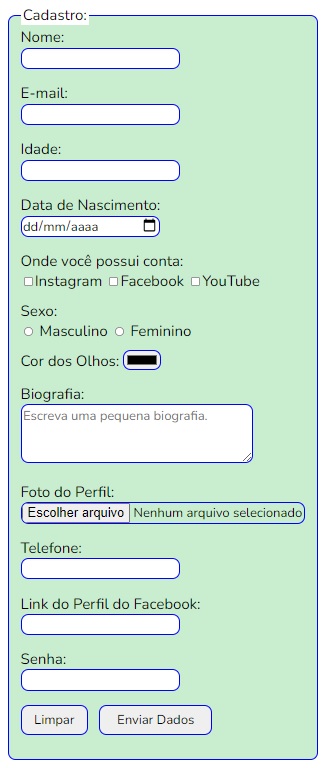 Cadastro:
Nome:
E-mail:
Idade:
Data de Nascimento:
dd/mm/aaaa
Onde você possui conta:
Instagram Facebook YouTube
Sexo:
Masculino Feminino
Cor dos Olhos:
Biografia:
Escreva uma pequena biografia.
Foto do Perfil:
Escolher arquivo Nenhum arquivo selecionado
Telefone:
Link do Perfil do Facebook:
Senha:
Limpar Enviar Dados